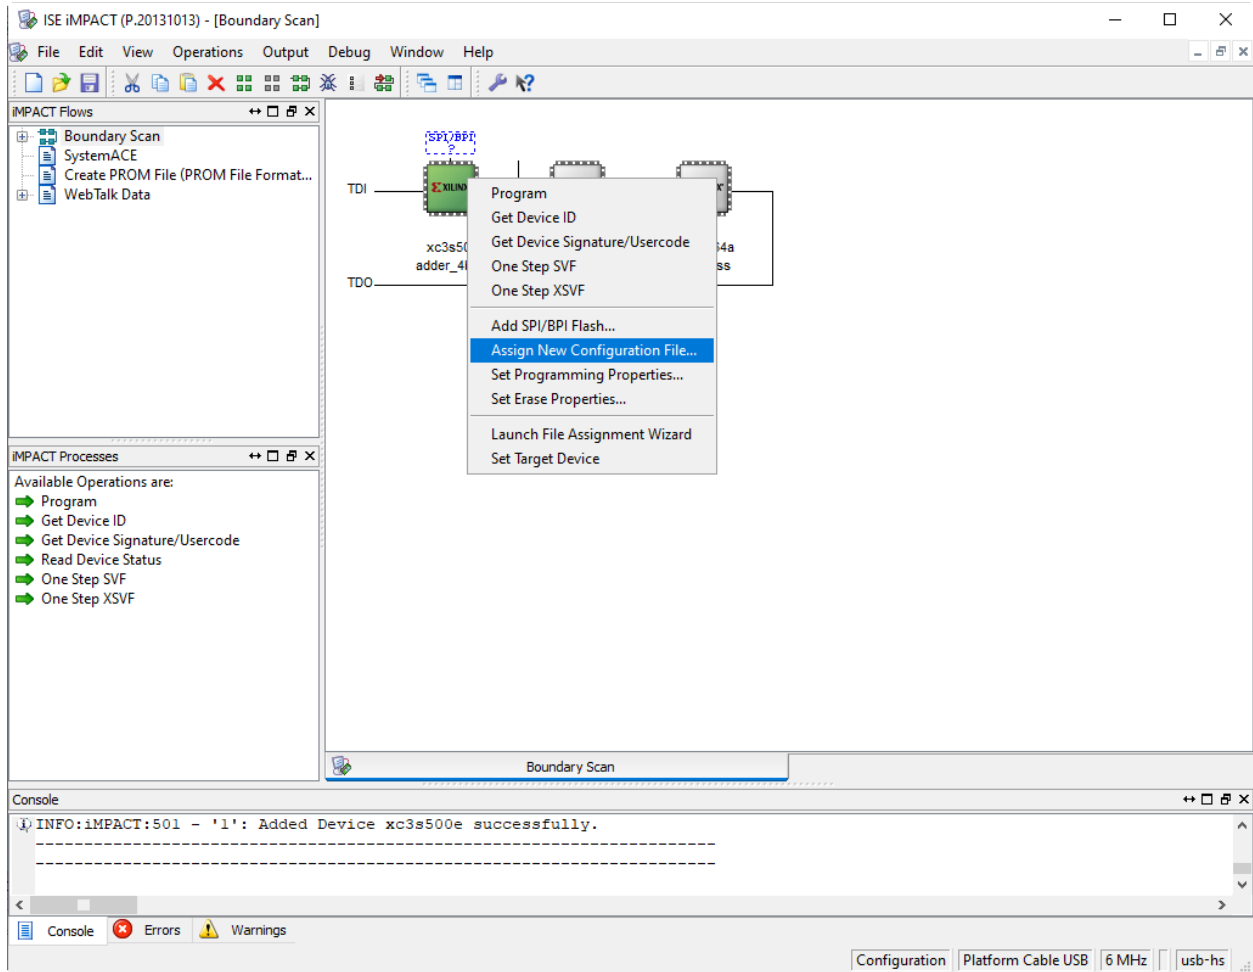 ISE iMPACT (P.20131013) - [Boundary Scan]
File Edit View Operations Output Debug Window Help
iMPACT Flows
Boundary Scan
SystemACE
Create PROM File (PROM File Format...
WebTalk Data
SPI/BPI
?
TDI
XILINX
xc3s50
adder_4
TDO
64a
ss
Program
Get Device ID
Get Device Signature/Usercode
One Step SVF
One Step XSVF
Add SPI/BPI Flash...
Assign New Configuration File...
Set Programming Properties...
Set Erase Properties...
Launch File Assignment Wizard
Set Target Device
iMPACT Processes
Available Operations are:
Program
Get Device ID
Get Device Signature/Usercode
Read Device Status
One Step SVF
One Step XSVF
Boundary Scan
Console
INFO:iMPACT:501 - '1': Added Device xc3s500e successfully.
----------------------------------------------------------------------
----------------------------------------------------------------------
Console Errors Warnings
Configuration Platform Cable USB 6 MHz usb-hs